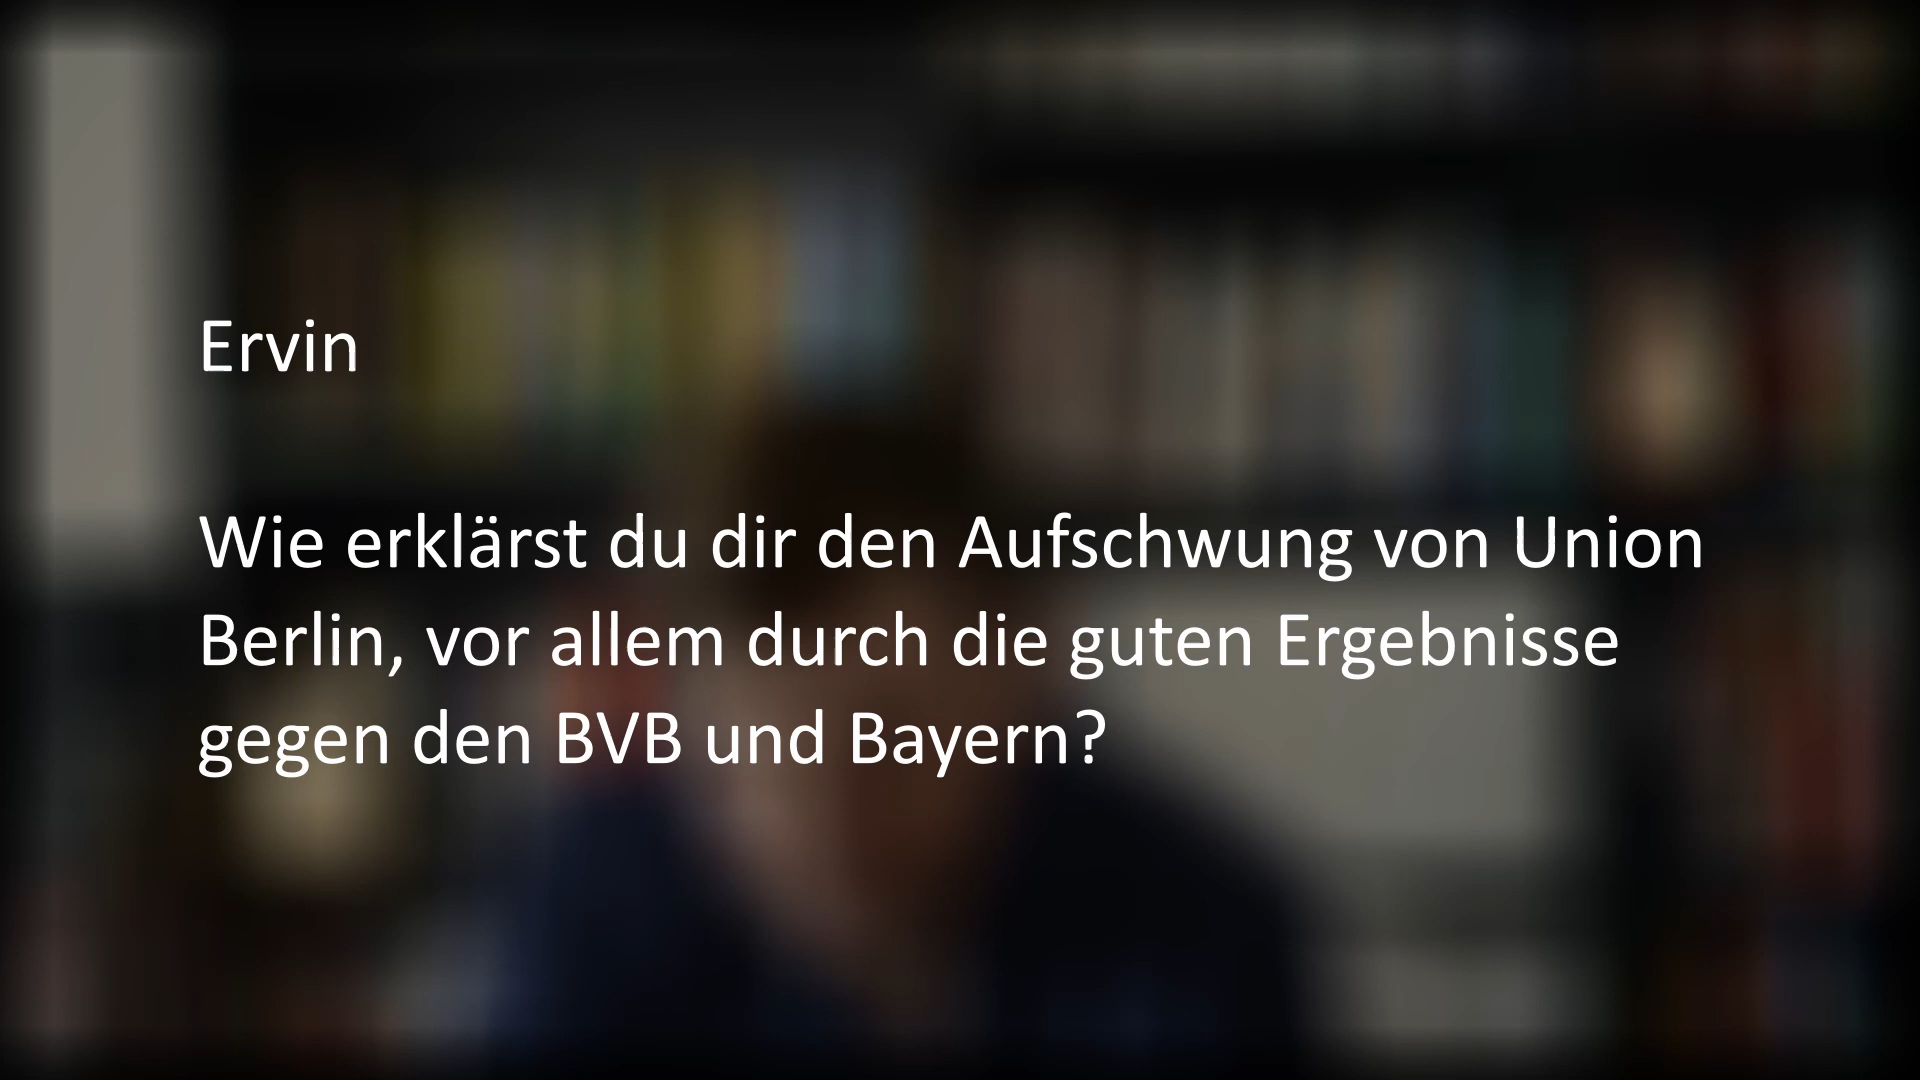 Ervin
Wie erklärst du dir den Aufschwung von Union
Berlin, vor allem durch die guten Ergebnisse
gegen den BVB und Bayern?